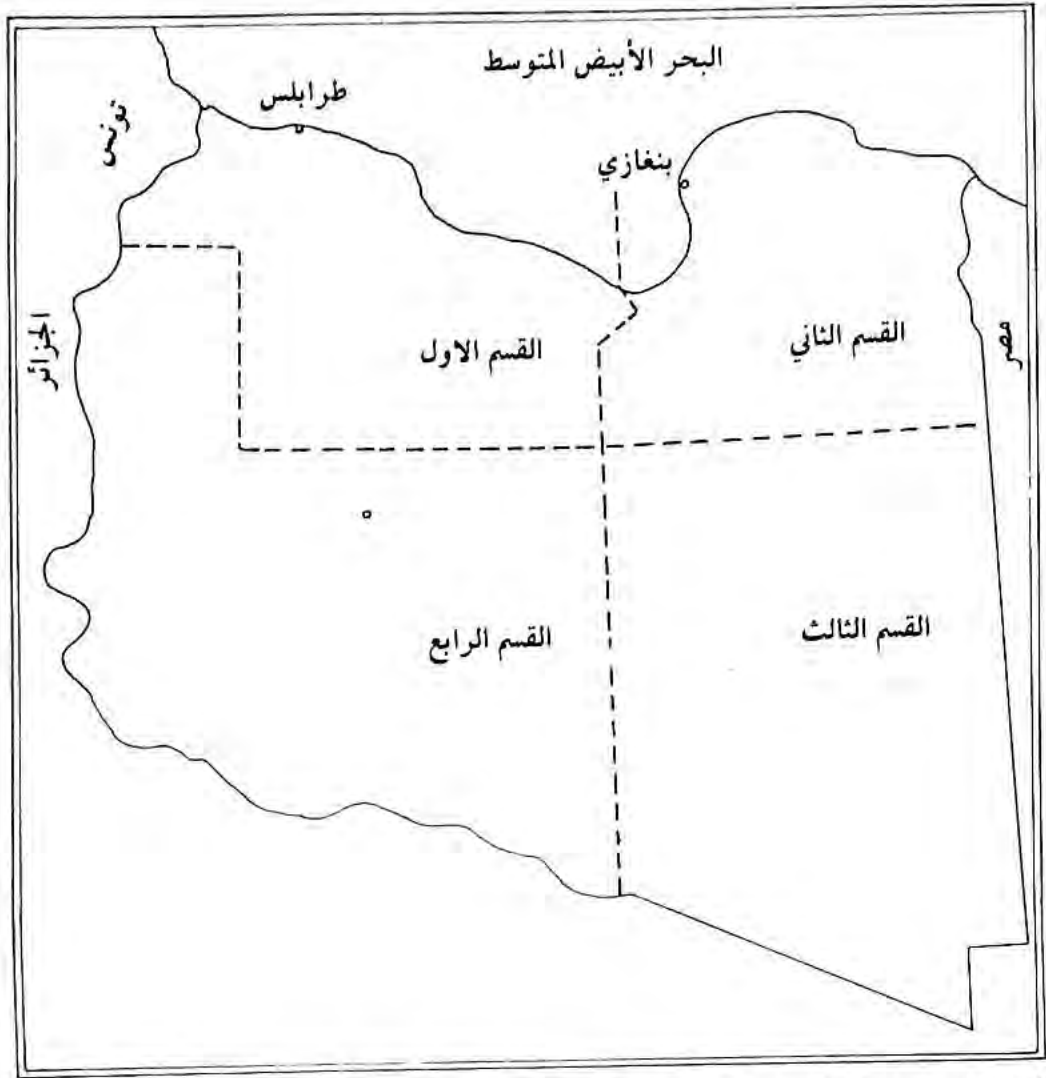 البحر الأبيض المتوسط
طرابلس
تونس
بنغازي
الجزائر
القسم الاول
القسم الثاني
مصر
القسم الرابع
القسم الثالث